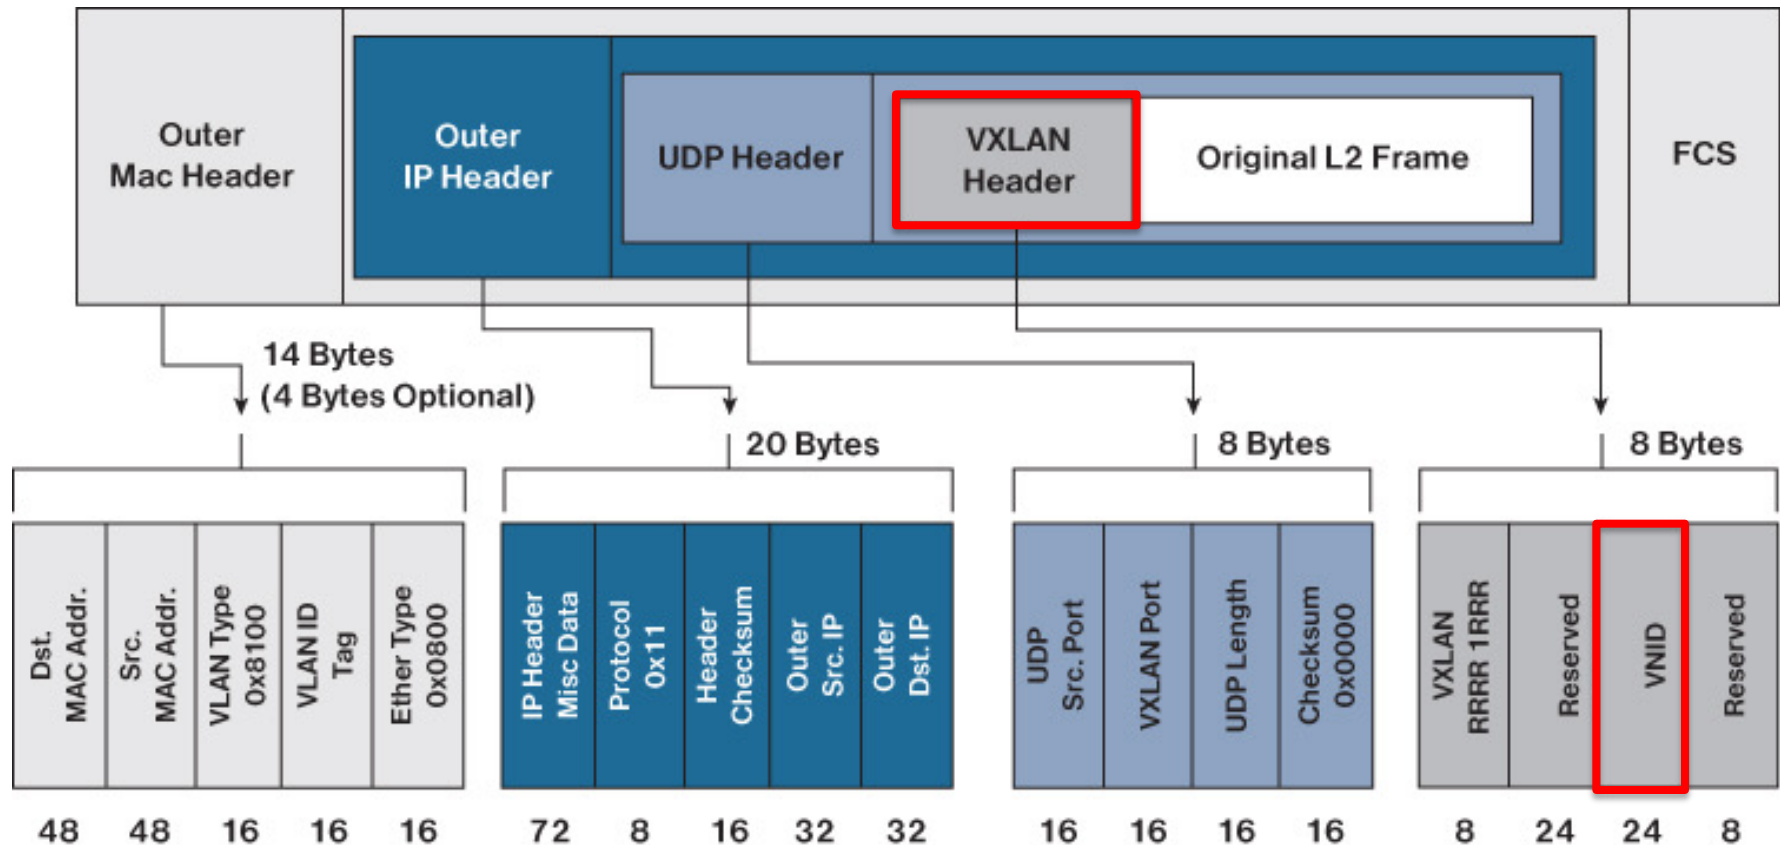 Outer
Mac Header
Outer
IP Header
UDP Header
VXLAN
Header
Original L2 Frame
FCS
14 Bytes
(4 Bytes Optional)
20 Bytes
8 Bytes
8 Bytes
Dst.
MAC Addr.
Src.
MAC Addr.
VLAN Type
0x8100
VLAN ID
Tag
Ether Type
0x0800
IP Header
Misc Data
Protocol
0x11
Header
Checksum
Outer
Src. IP
Outer
Dst. IP
UDP
Src. Port
VXLAN Port
UDP Length
Checksum
0x0000
VXLAN
RRRR 1RRR
Reserved
VNID
Reserved
48 48 16 16 16 72 8 16 32 32 16 16 16 16 8 24 24 8